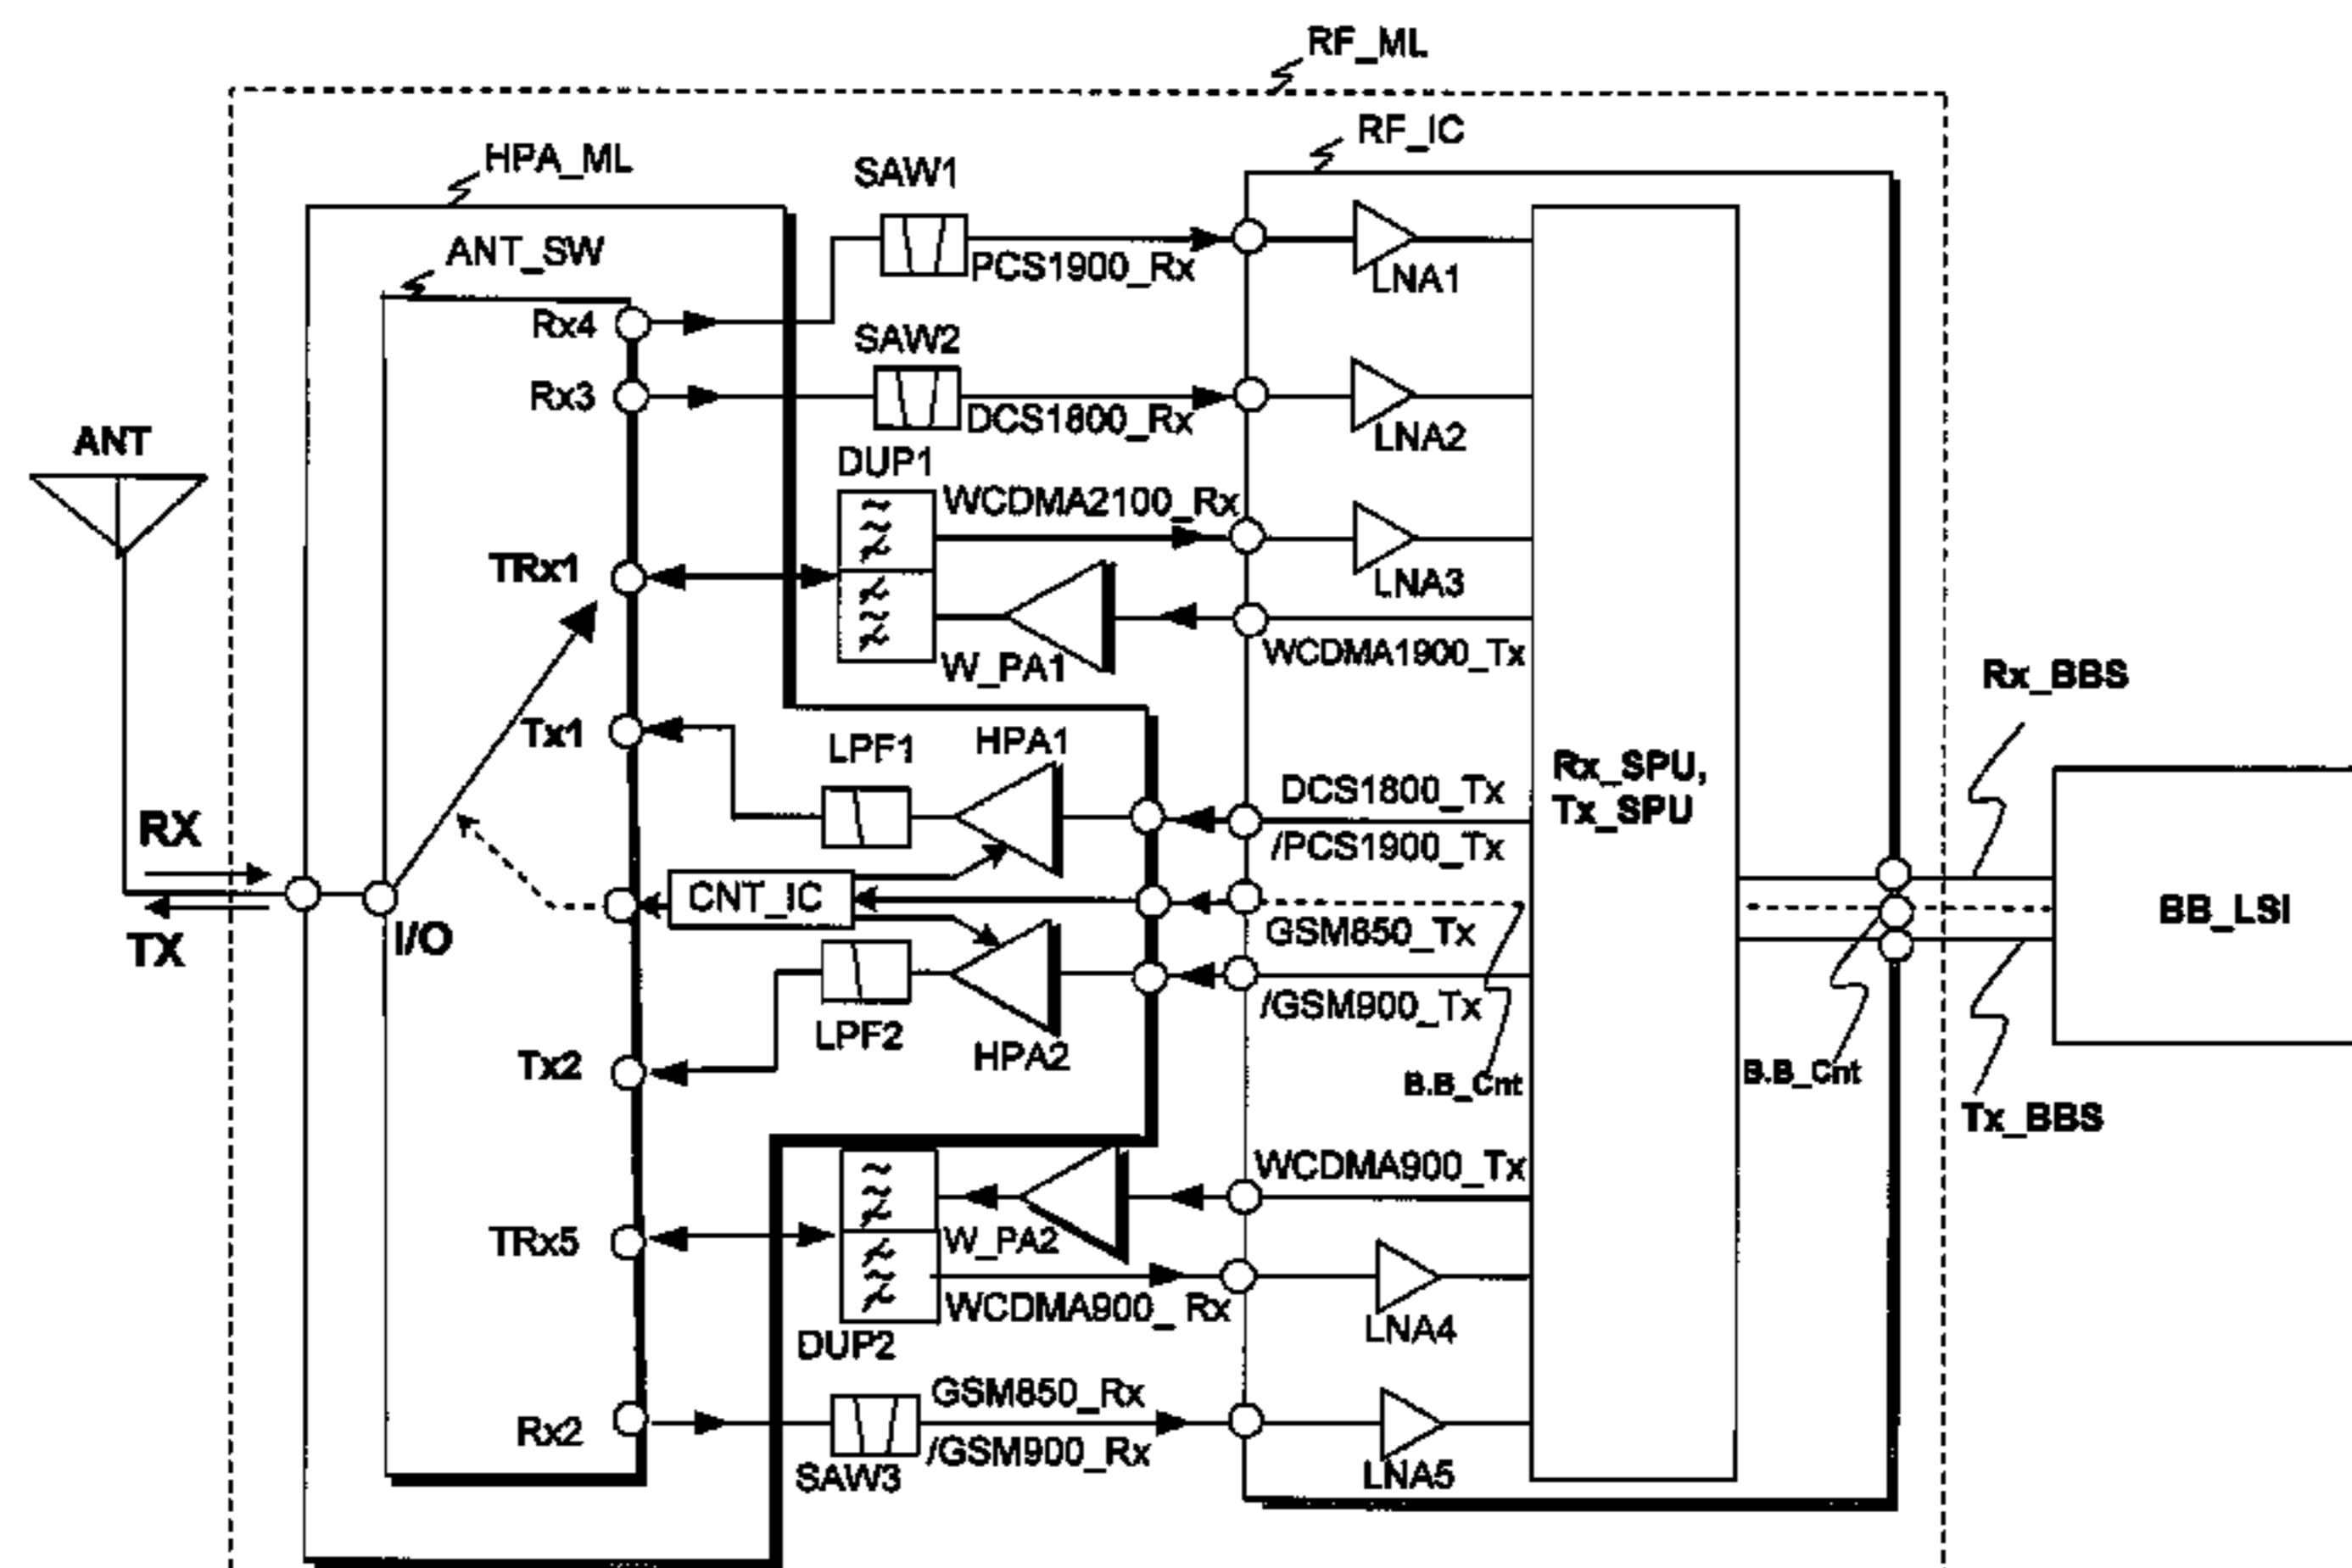 RF_ML
RF_IC
HPA_ML
SAW1
PCS1900_Rx
LNA1
ANT_SW
Rx4
SAW2
Rx3
DCS1800_Rx
LNA2
ANT
DUP1
WCDMA2100_Rx
TRx1
LNA3
W_PA1
WCDMA1900_Tx
Rx_BBS
Tx1
LPF1
HPA1
DCS1800_Tx
/PCS1900_Tx
Rx_SPU,
Tx_SPU
RX
CNT_IC
TX
I/O
GSM850_Tx
/GSM900_Tx
BB_LSI
LPF2
HPA2
Tx2
B.B_Cnt
B.B_Cnt
Tx_BBS
WCDMA900_Tx
TRx5
W_PA2
WCDMA900_ Rx
LNA4
DUP2
GSM850_Rx
/GSM900_Rx
Rx2
SAW3
LNA5